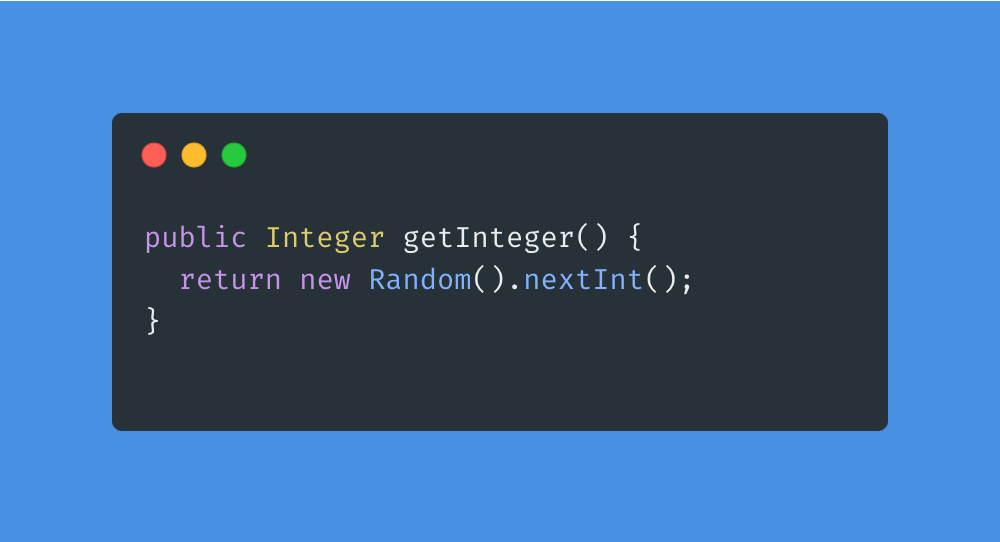 public Integer getInteger() {
  return new Random().nextInt();
}